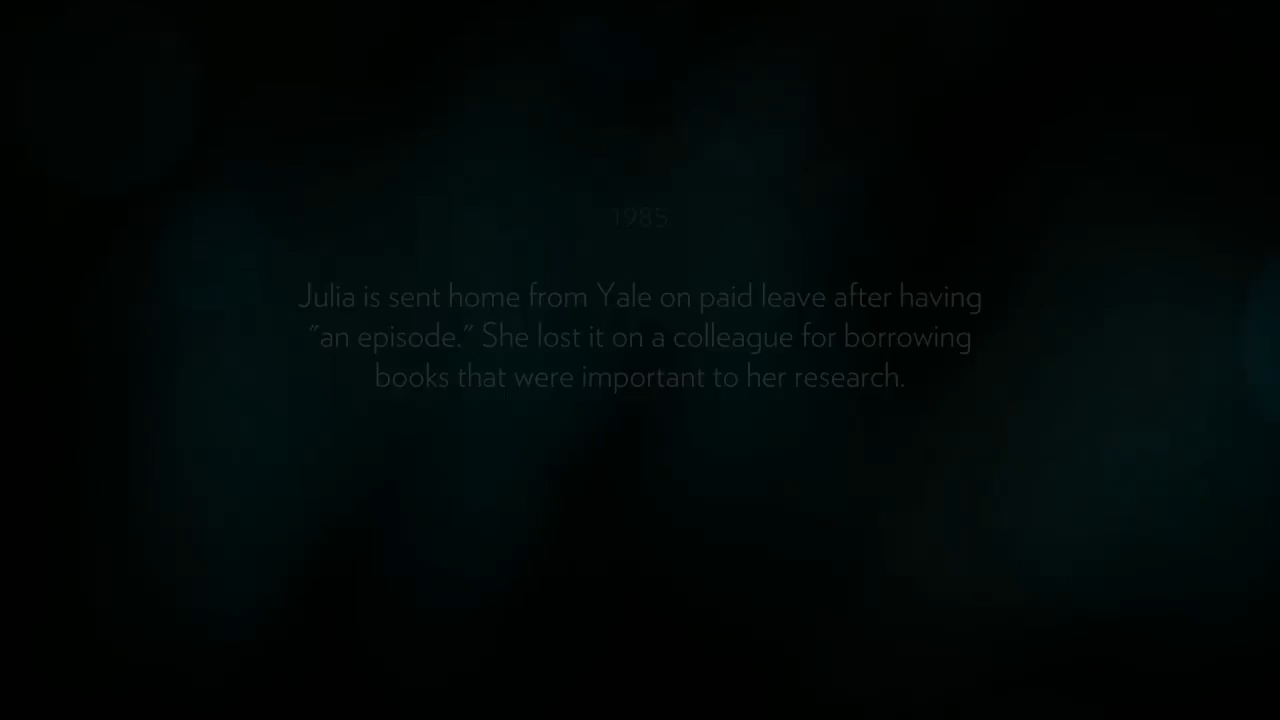 1985
Julia is sent home from Yale on paid leave after having
"an episode." She lost it on a colleague for borrowing
books that were important to her research.